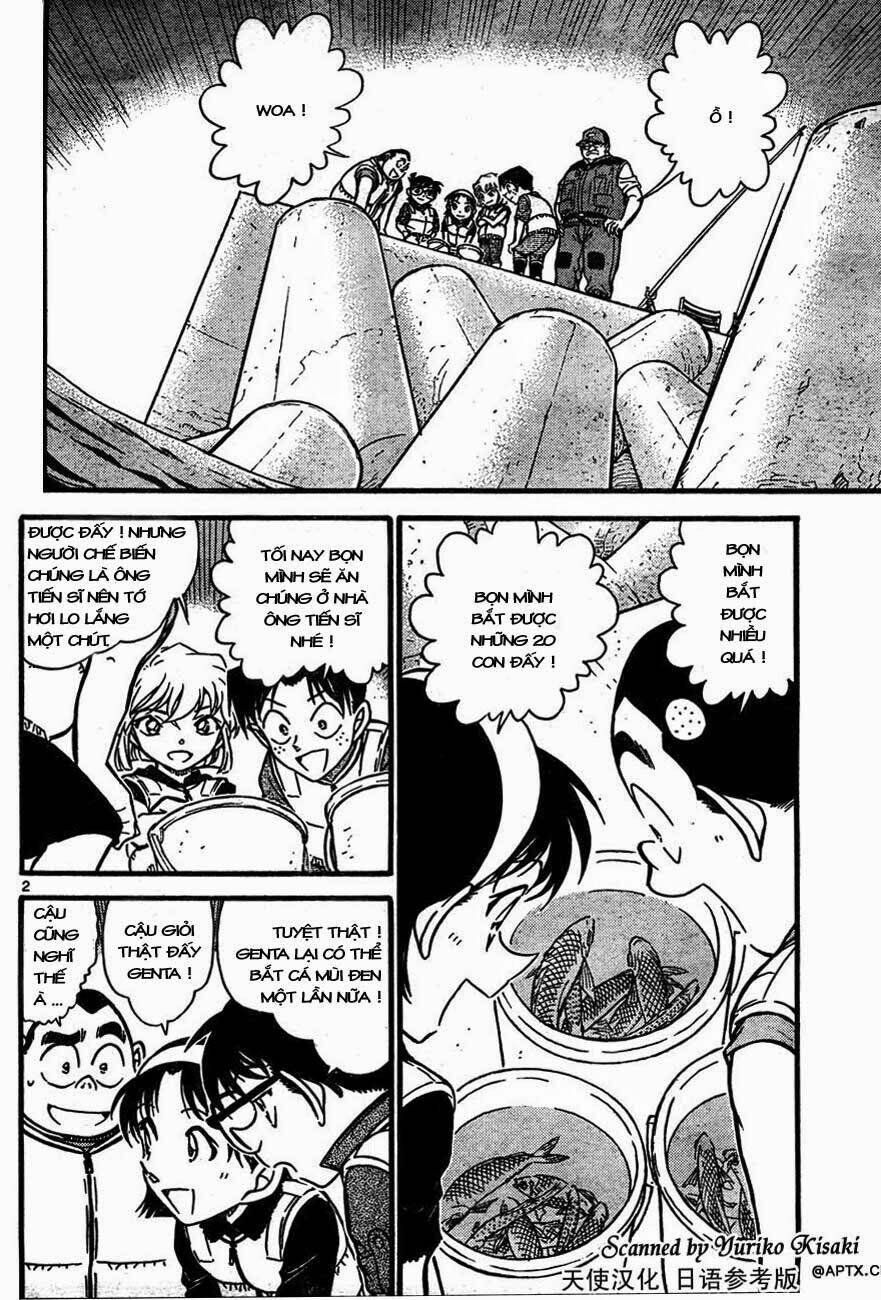 Ồ !
WOA !
BỌN
MÌNH
BẮT
ĐƯỢC
NHIỀU
QUÁ !
BỌN MÌNH
BẮT ĐƯỢC
NHỮNG 20
CON ĐẤY !
TỐI NAY BỌN
MÌNH SẼ ĂN
CHÚNG Ở NHÀ
ÔNG TIẾN SĨ
NHÉ !
ĐƯỢC ĐẤY ! NHƯNG
NGƯỜI CHẾ BIẾN
CHÚNG LÀ ÔNG
TIẾN SĨ NÊN TỚ
HƠI LO LẮNG
MỘT CHÚT.
2
TUYỆT THẬT !
GENTA LẠI CÓ THỂ
BẮT CÁ MŨI ĐEN
MỘT LẦN NỮA !
CẬU GIỎI
THẬT ĐẤY
GENTA !
CẬU
CŨNG
NGHĨ
THẾ
À ...
Scanned by Yuriko Kisaki
天使汉化 日语参考版
@APTX.C